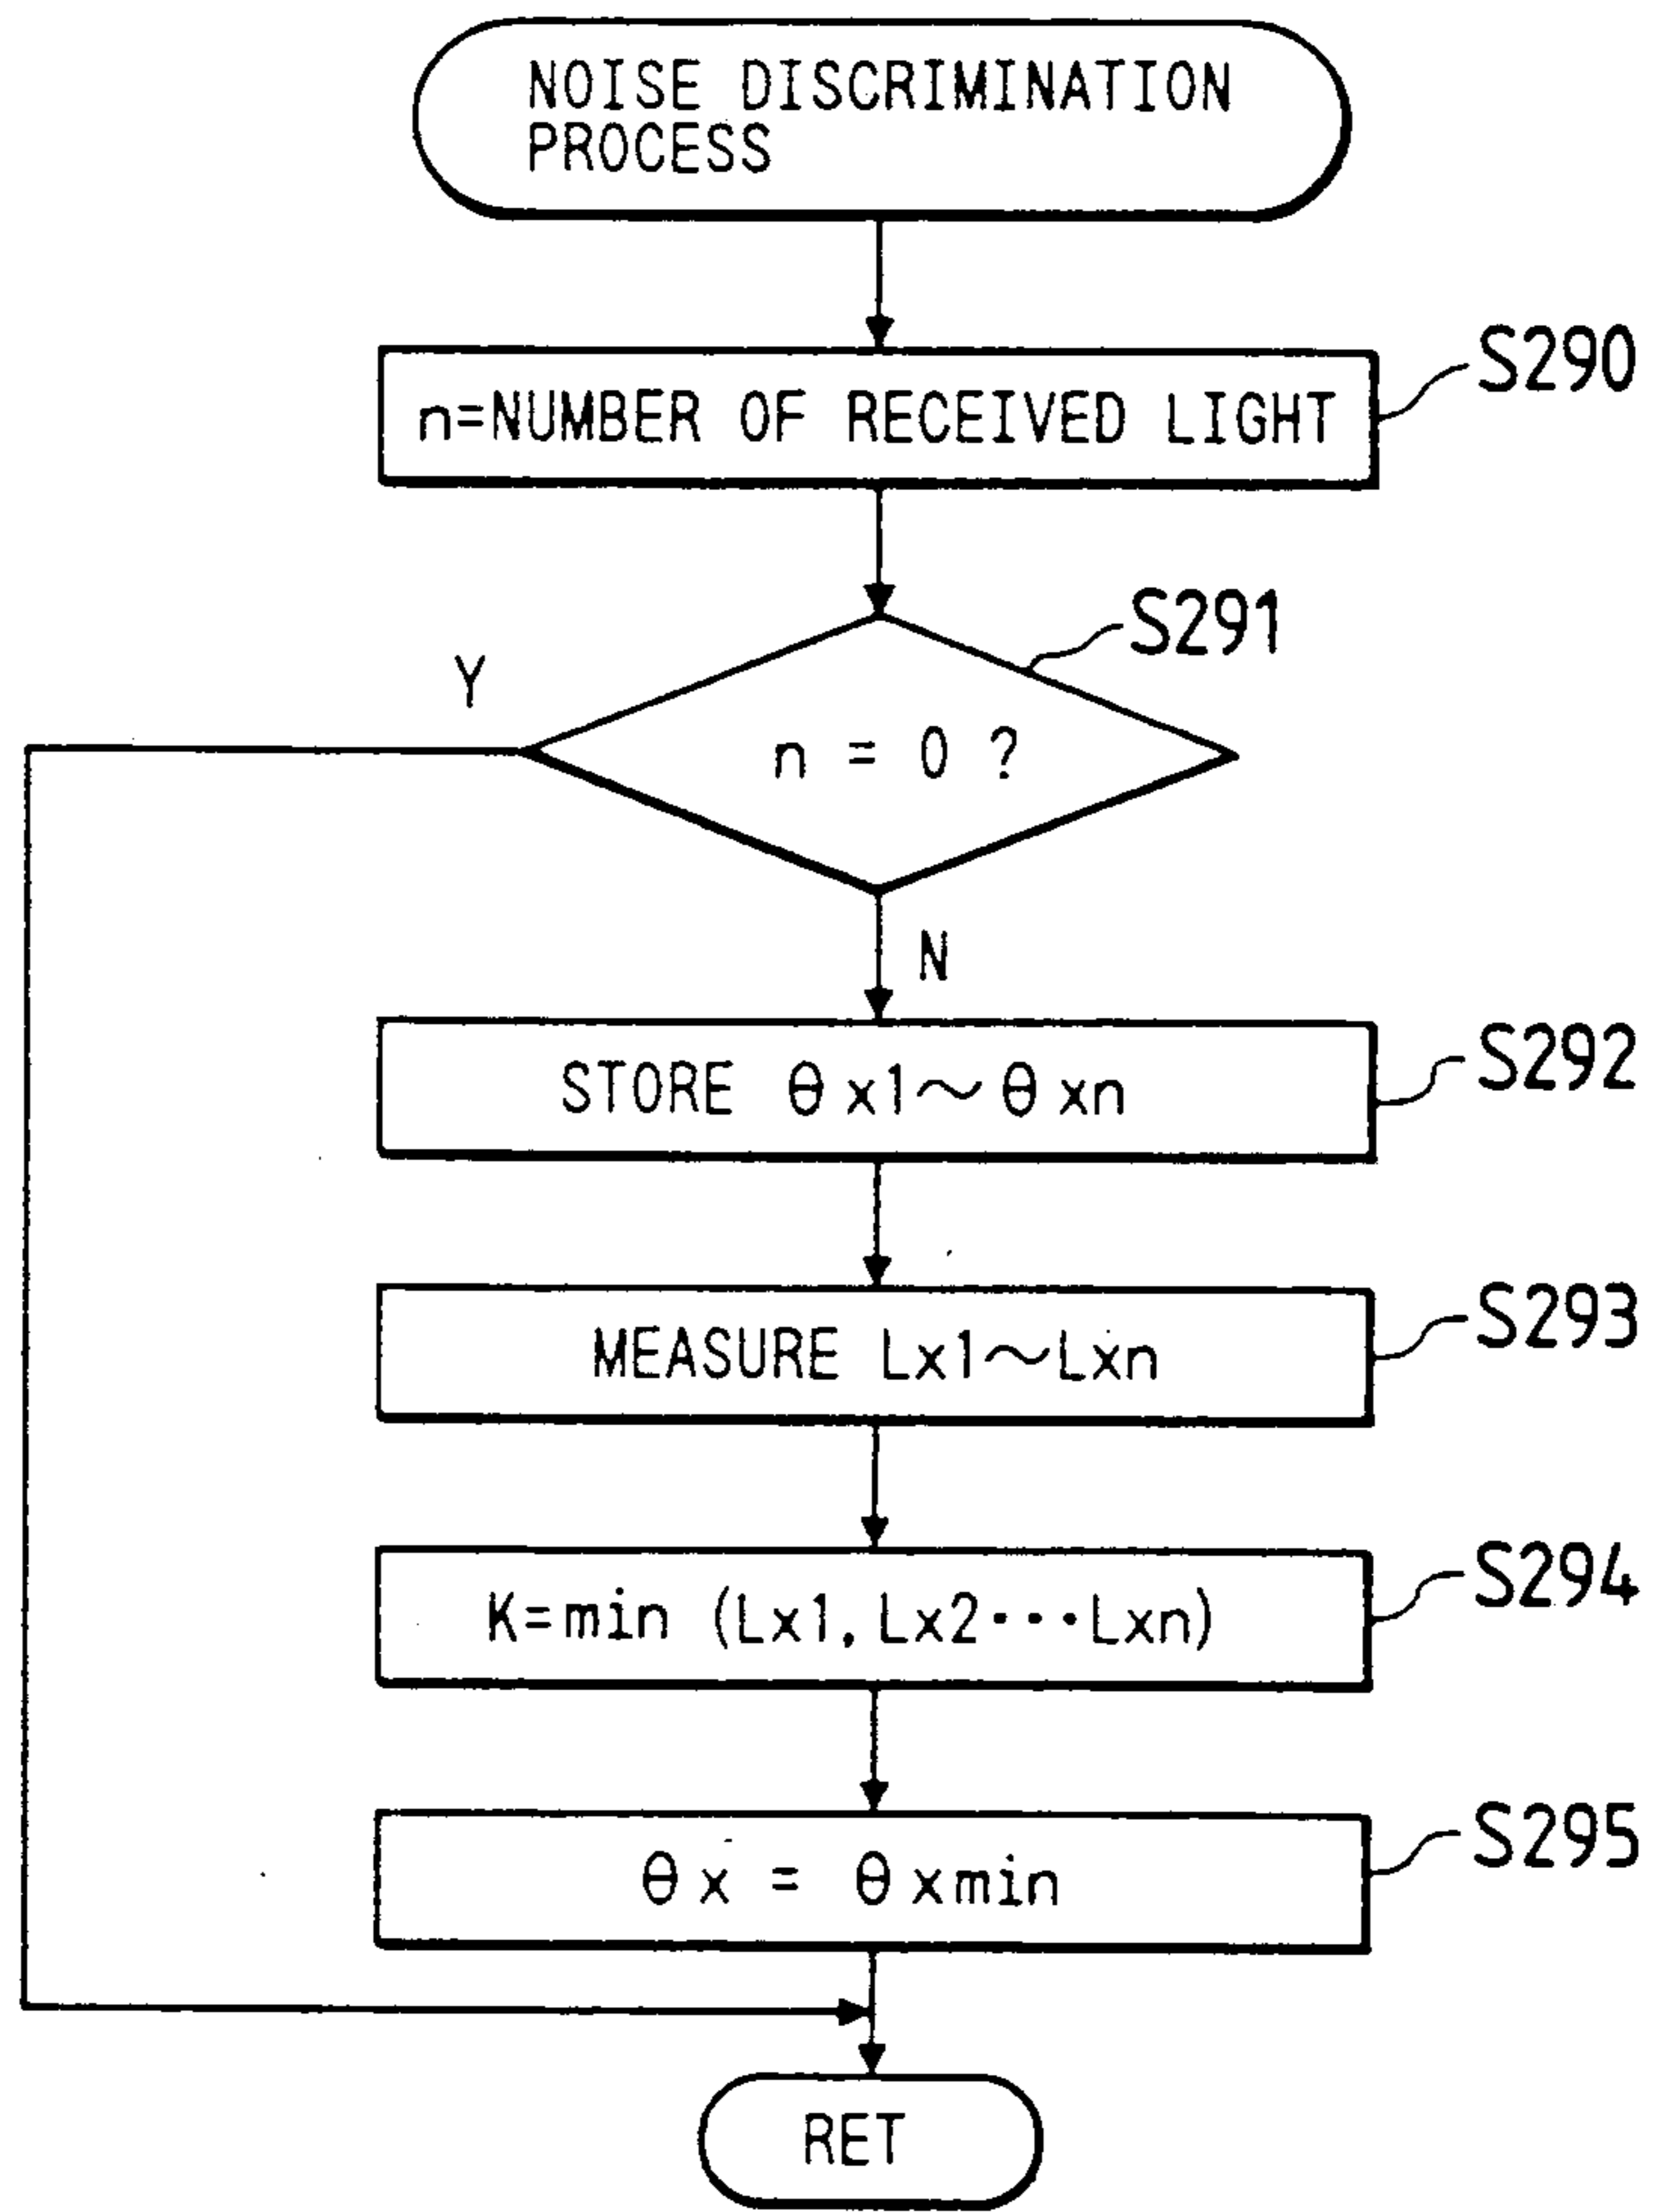 NOISE DISCRIMINATION
PROCESS
S290
n=NUMBER OF RECEIVED LIGHT
S291
Y
n = 0 ?
N
S292
STORE θx1~θxn
S293
MEASURE Lx1~Lxn
S294
K=min (Lx1, Lx2···Lxn)
S295
θx = θxmin
RET